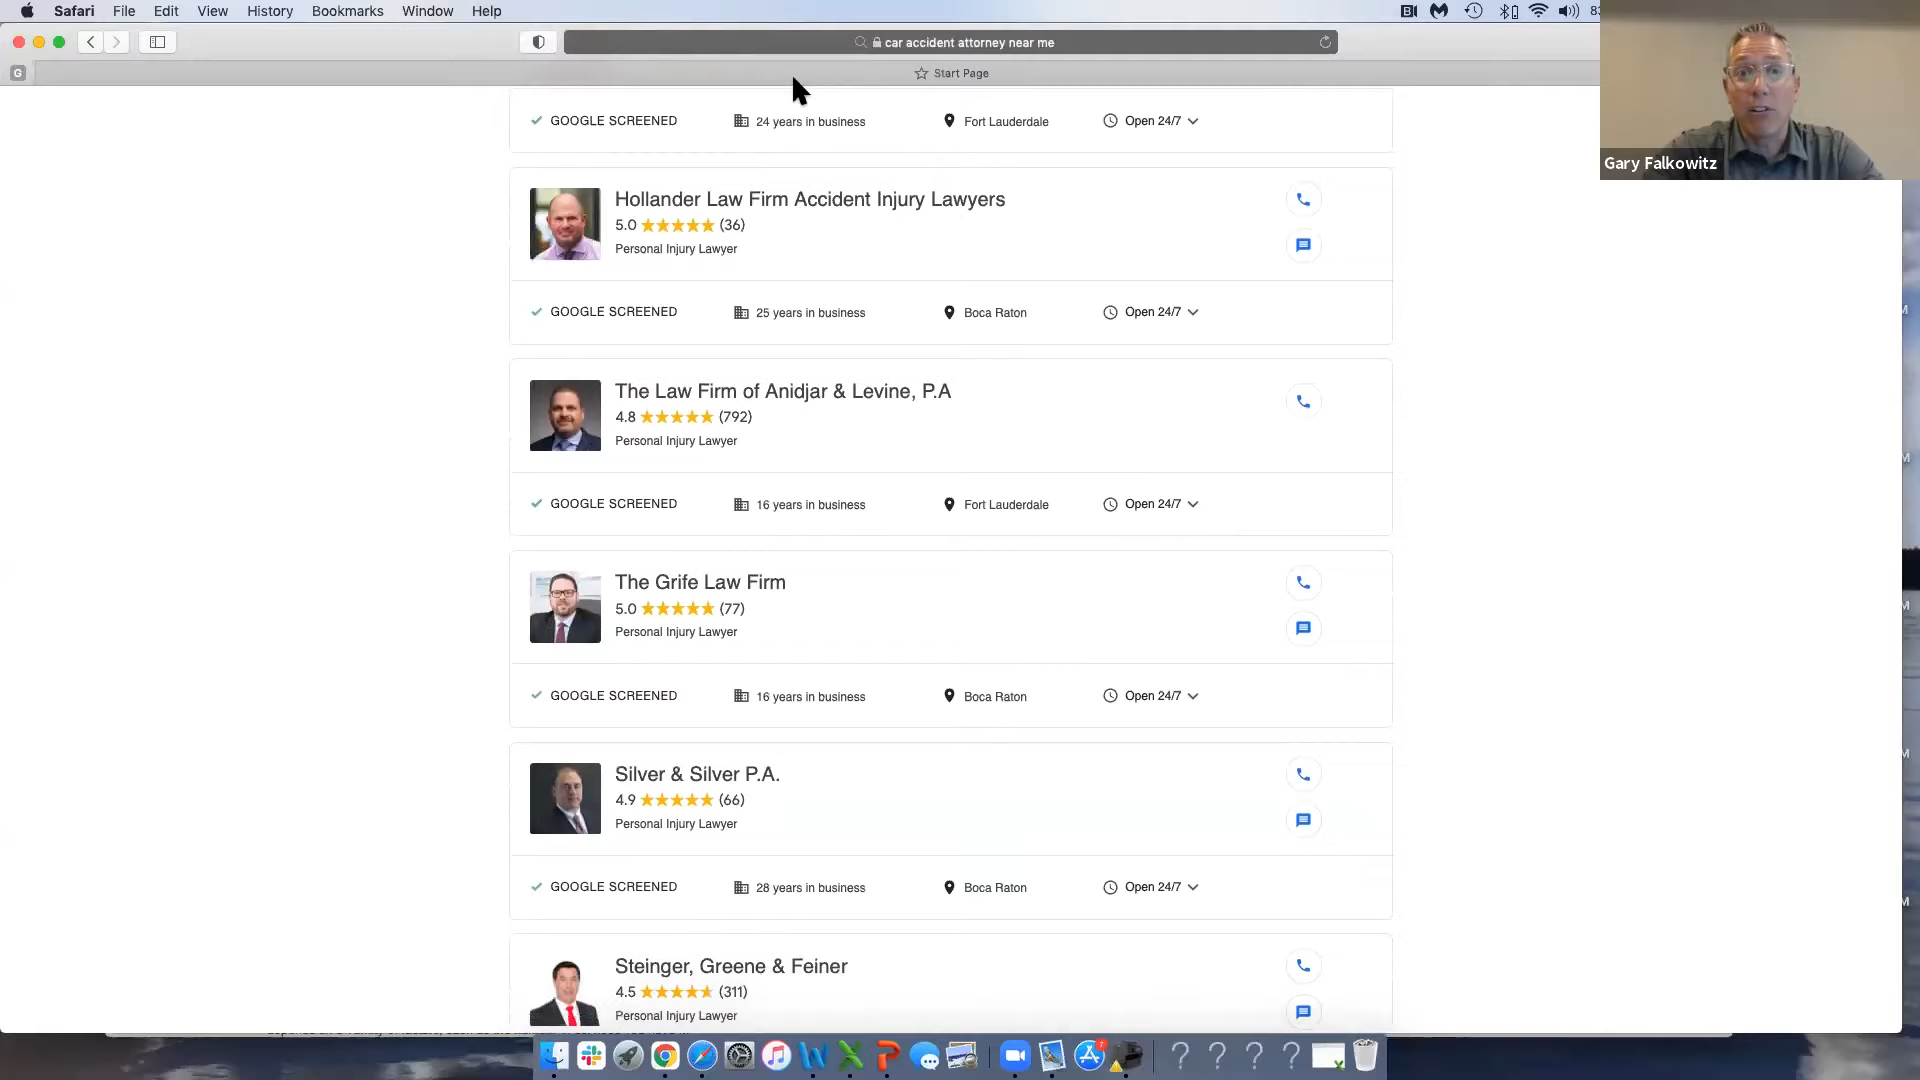 Safari File Edit View History Bookmarks Window Help
car accident attorney near me
G
Start Page
Gary Falkowitz
GOOGLE SCREENED 24 years in business Fort Lauderdale Open 24/7
Hollander Law Firm Accident Injury Lawyers
5.0 (36)
Personal Injury Lawyer
GOOGLE SCREENED 25 years in business Boca Raton Open 24/7
The Law Firm of Anidjar & Levine, P.A
4.8 (792)
Personal Injury Lawyer
GOOGLE SCREENED 16 years in business Fort Lauderdale Open 24/7
The Grife Law Firm
5.0 (77)
Personal Injury Lawyer
GOOGLE SCREENED 16 years in business Boca Raton Open 24/7
Silver & Silver P.A.
4.9 (66)
Personal Injury Lawyer
GOOGLE SCREENED 28 years in business Boca Raton Open 24/7
Steinger, Greene & Feiner
4.5 (311)
Personal Injury Lawyer